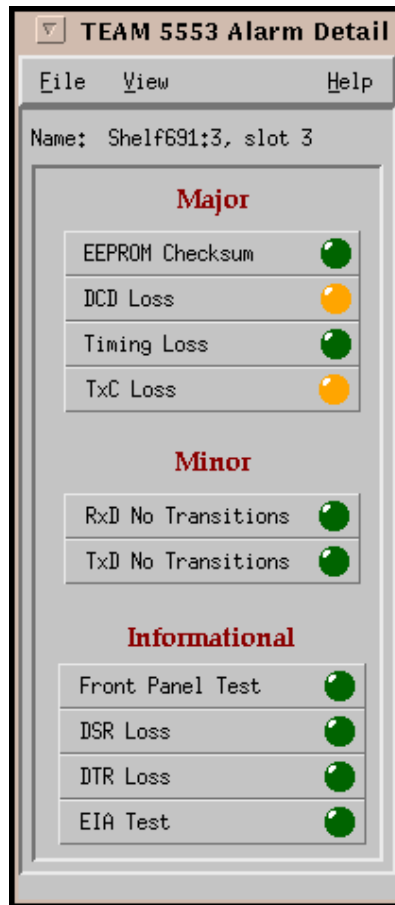 TEAM 5553 Alarm Detail
File View Help
Name: Shelf691:3, slot 3
Major
EEPROM Checksum
DCD Loss
Timing Loss
TxC Loss
Minor
RxD No Transitions
TxD No Transitions
Informational
Front Panel Test
DSR Loss
DTR Loss
EIA Test